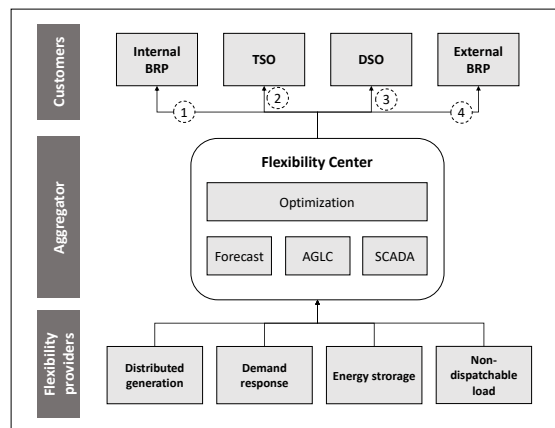 Customers
Internal
BRP
TSO
DSO
External
BRP
1
2
3
4
Aggregator
Flexibility Center
Optimization
Forecast
AGLC
SCADA
Flexibility
providers
Distributed
generation
Demand
response
Energy strorage
Non-
dispatchable
load